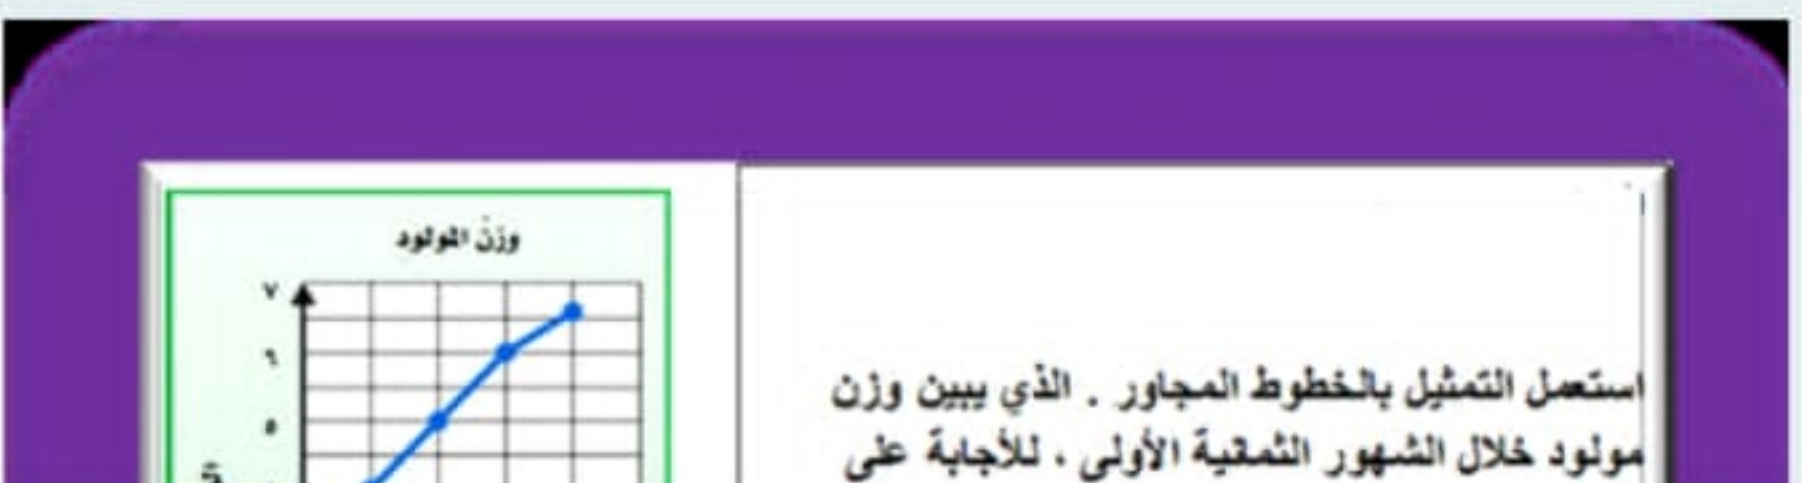 استعمل التمثيل بالخطوط المجاور . الذي يبين وزن
مولود خلال الشهور الثمانية الأولى ، للأجابة على
وزن المولود
٧
٦
٥